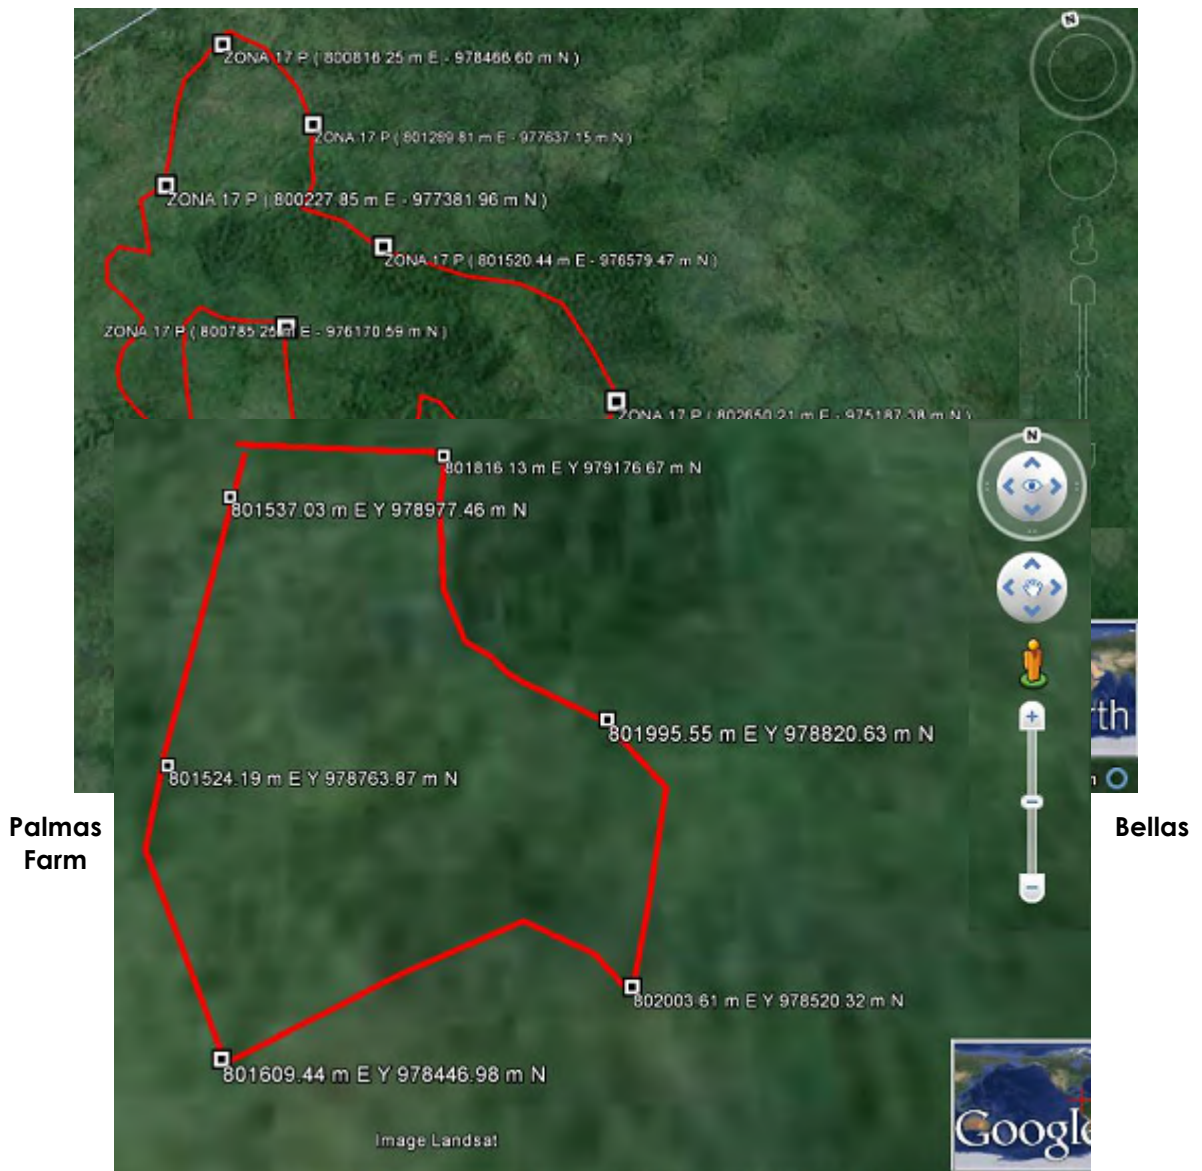 N
ZONA 17 P ( 800816.25 m E - 978466.60 m N )
ZONA 17 P ( 801289.81 m E - 977637.15 m N )
ZONA 17 P ( 800227.85 m E - 977381.96 m N )
ZONA 17 P ( 801520.44 m E - 976579.47 m N )
ZONA 17 P ( 800785.25 m E - 976170.59 m N )
ZONA 17 P ( 802650.21 m E - 975187.38 m N )
N
801816.13 m E Y 979176.67 m N
801537.03 m E Y 978977.46 m N
rth
801995.55 m E Y 978820.63 m N
801524.19 m E Y 978763.87 m N
Palmas Bellas
Farm
802003.61 m E Y 978520.32 m N
801609.44 m E Y 978446.98 m N
Google
Image Landsat